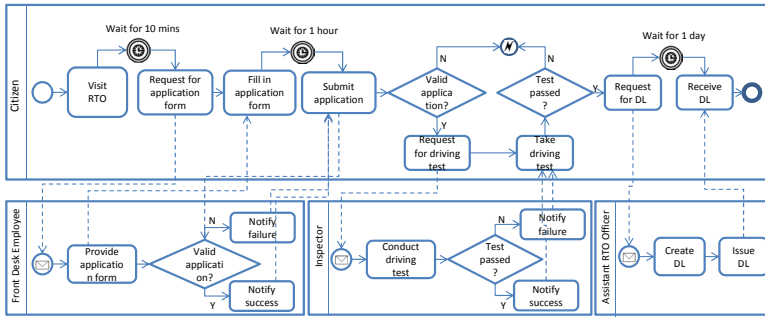 Wait for 10 mins
Wait for 1 hour
Wait for 1 day
Citizen
Visit
RTO
Request for
application
form
Fill in
application
form
Submit
application
Valid
applica
tion?
N
Y
Request
for driving
test
N
Test
passed
?
Y
Take
driving
test
Request
for DL
Receive
DL
Front Desk Employee
Provide
applicatio
n form
Valid
applicati
on?
N
Notify
failure
Y
Notify
success
Inspector
Conduct
driving
test
Test
passed
?
N
Notify
failure
Y
Notify
success
Assistant RTO Officer
Create
DL
Issue
DL